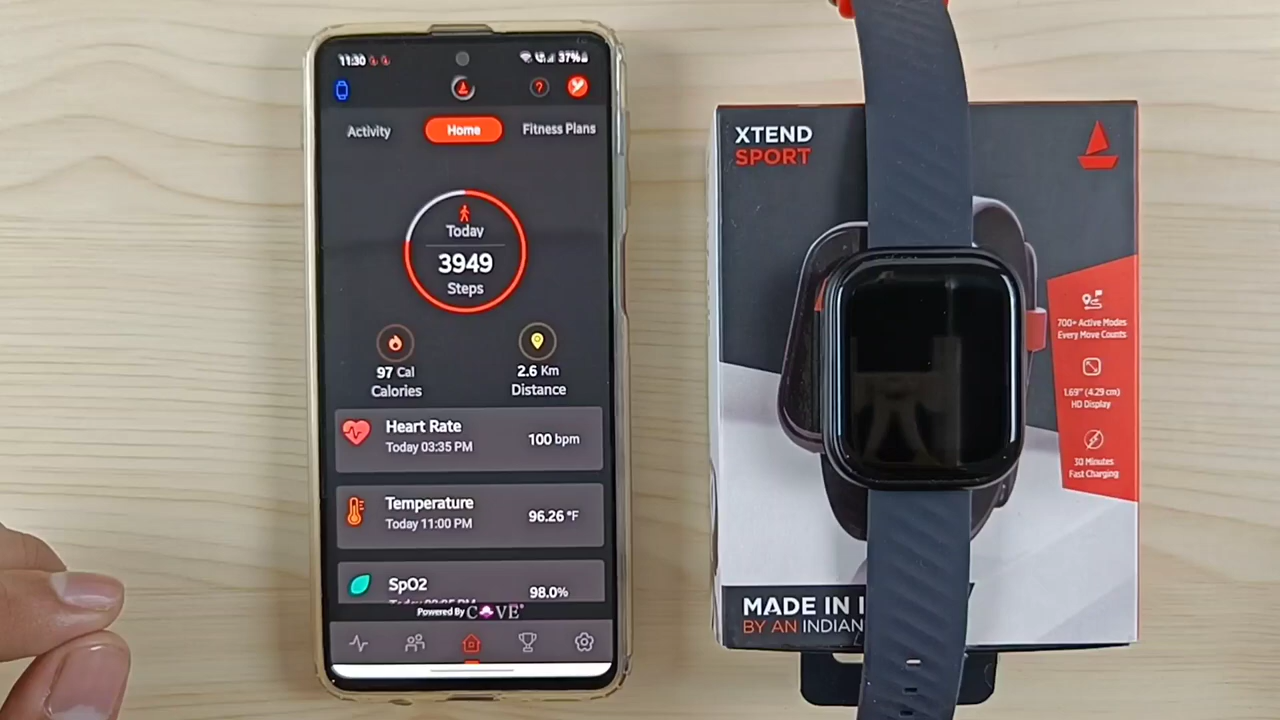 11:30
37%
Activity
Home
Fitness Plans
Today
3949
Steps
97 Cal
Calories
2.6 Km
Distance
Heart Rate
Today 03:35 PM
100 bpm
Temperature
Today 11:00 PM
96.26 °F
SpO2
98.0%
Powered By COVE
XTEND
SPORT
700+ Active Modes
Every Move Counts
1.69" (4.29 cm)
HD Display
30 Minutes
Fast Charging
MADE IN
BY AN INDIAN